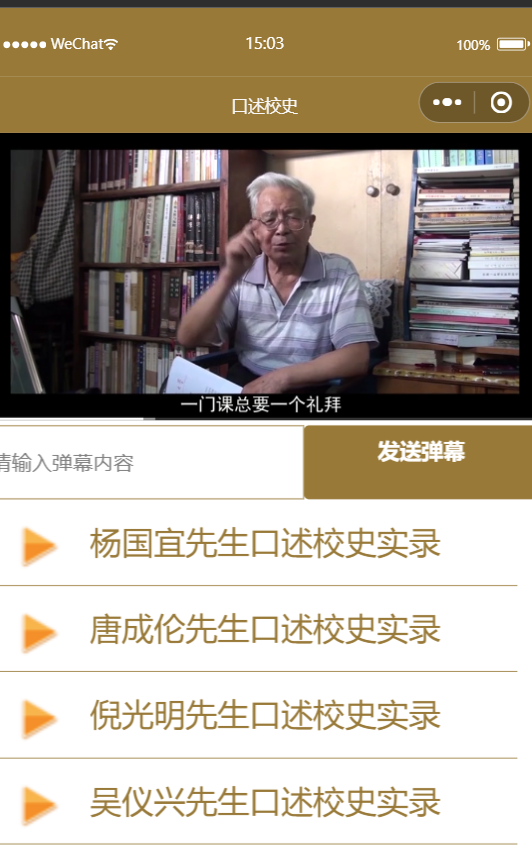 WeChat
15:03
100%
口述校史
一门课总要一个礼拜
请输入弹幕内容
发送弹幕
杨国宜先生口述校史实录
唐成伦先生口述校史实录
倪光明先生口述校史实录
吴仪兴先生口述校史实录